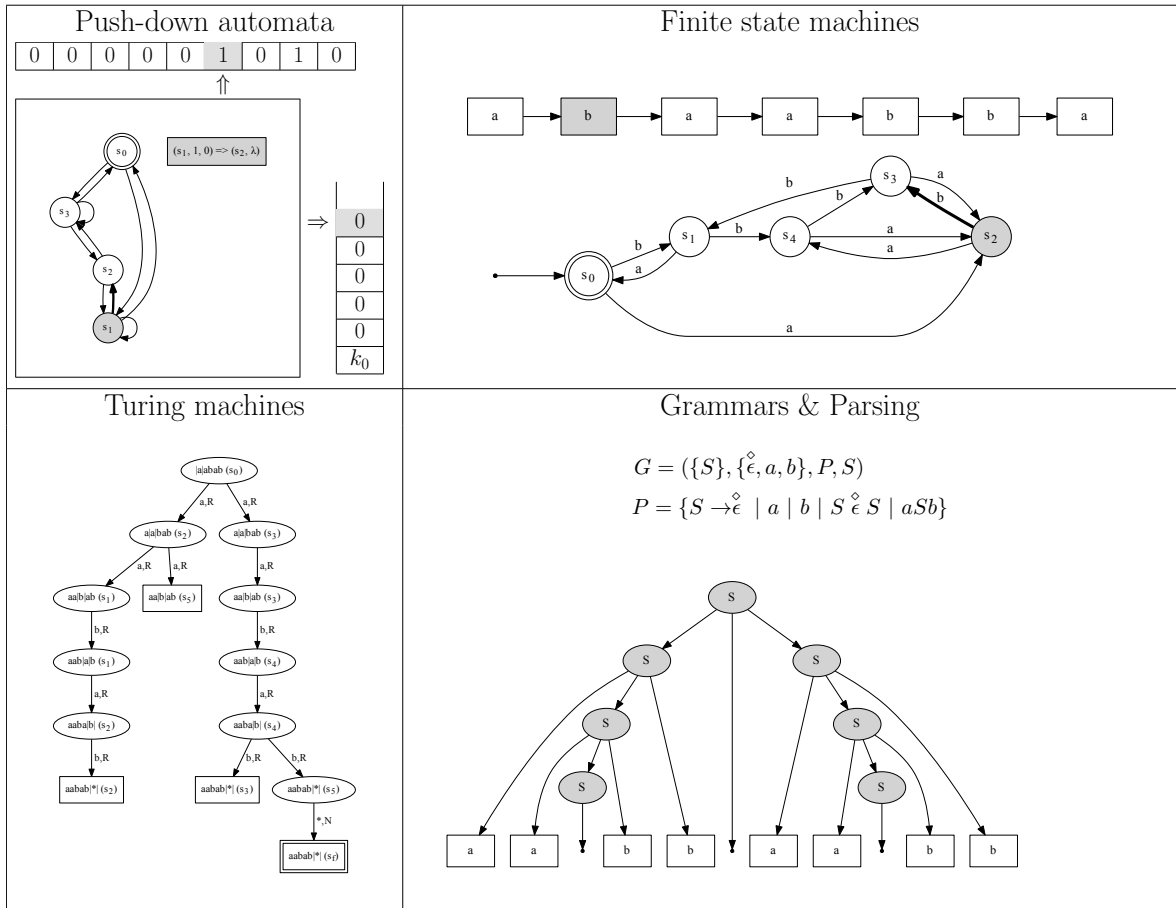 Push-down automata
0 0 0 0 0 1 0 1 0
⇑
s0
(s1, 1, 0) => (s2, λ)
s3
s2
s1
⇒
0
0
0
0
0
k0
Finite state machines
a b a a b b a
s3
a
b
b
b
s1
b
s4
a
s2
b
a
a
s0
a
Turing machines
|a|abab (s0)
a,R a,R
a|a|bab (s2) a|a|bab (s3)
a,R a,R a,R
aa|b|ab (s1) aa|b|ab (s5) aa|b|ab (s3)
b,R b,R
aab|a|b (s1) aab|a|b (s4)
a,R a,R
aaba|b| (s2) aaba|b| (s4)
b,R b,R b,R
aabab|*| (s2) aabab|*| (s3) aabab|*| (s5)
*,N
aabab|*| (sf)
Grammars & Parsing
G = ({S}, {ϵ̂, a, b}, P, S)
P = {S → ϵ̂ | a | b | S ϵ̂ S | aSb}
S
S S
S S
S S
a a b b a a b b